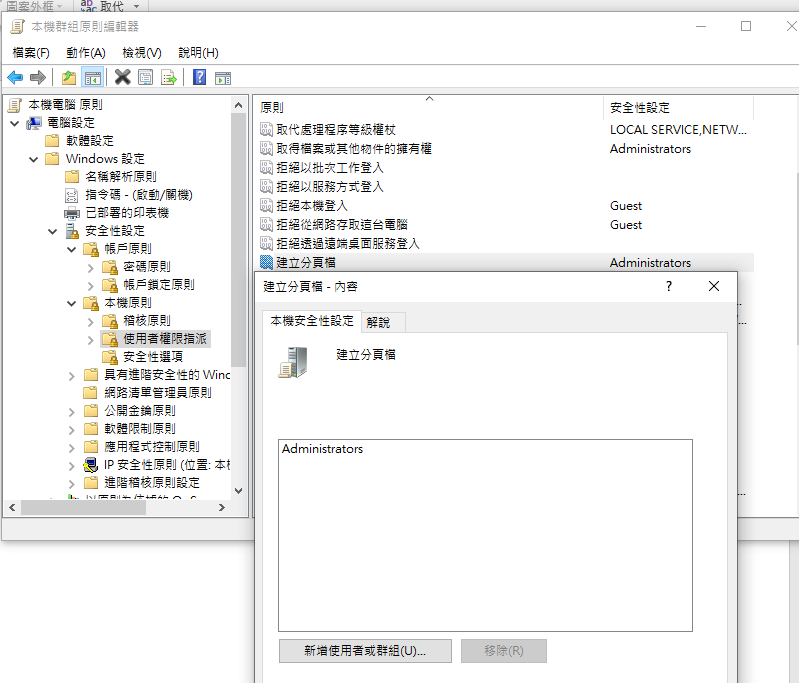 圖案外框
取代
本機群組原則編輯器
檔案(F) 動作(A) 檢視(V) 說明(H)
本機電腦 原則
電腦設定
軟體設定
Windows 設定
名稱解析原則
指令碼 - (啟動/關機)
已部署的印表機
安全性設定
帳戶原則
密碼原則
帳戶鎖定原則
本機原則
稽核原則
使用者權限指派
安全性選項
具有進階安全性的 Winc
網路清單管理員原則
公開金鑰原則
軟體限制原則
應用程式控制原則
IP 安全性原則 (位置: 本機
進階稽核原則設定
原則 安全性設定
取代處理程序等級權杖 LOCAL SERVICE,NETW...
取得檔案或其他物件的擁有權 Administrators
拒絕以批次工作登入
拒絕以服務方式登入
拒絕本機登入 Guest
拒絕從網路存取這台電腦 Guest
拒絕透過遠端桌面服務登入
建立分頁檔 Administrators
建立分頁檔 - 內容
本機安全性設定 解說
建立分頁檔
Administrators
新增使用者或群組(U)... 移除(R)